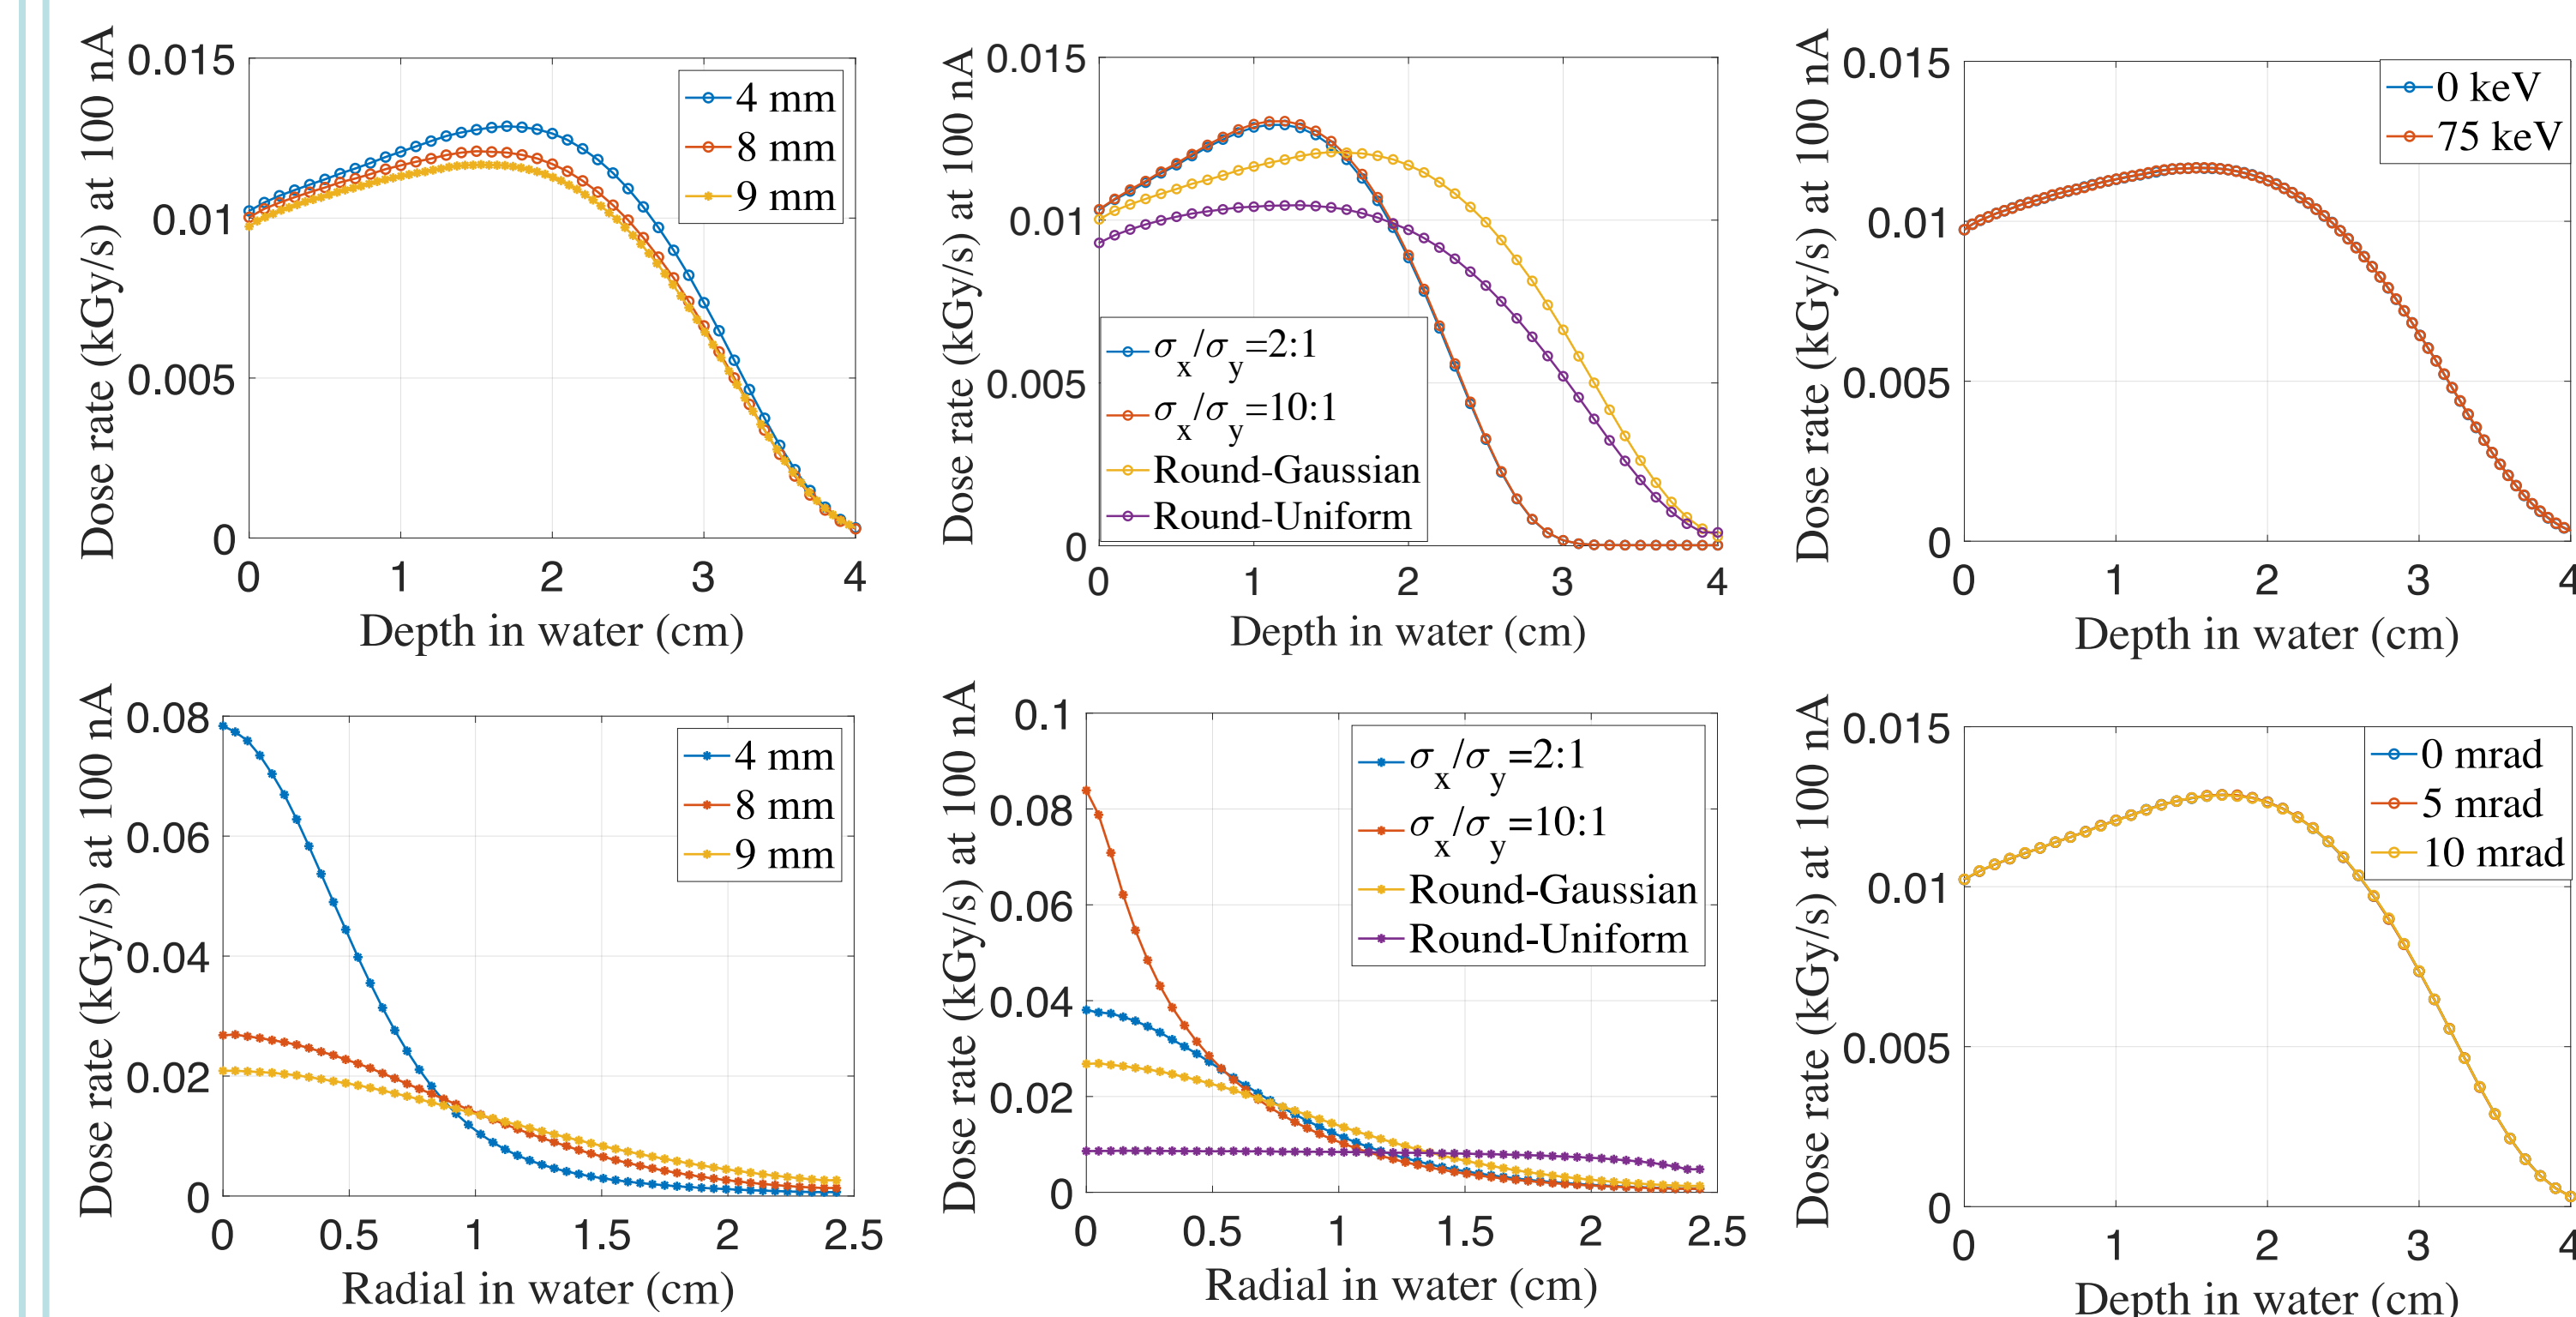 Dose rate (kGy/s) at 100 nA
0.015
0.01
0.005
0
0 1 2 3 4
Depth in water (cm)
4 mm
8 mm
9 mm
Dose rate (kGy/s) at 100 nA
0.015
0.01
0.005
0
0 1 2 3 4
Depth in water (cm)
σx/σy=2:1
σx/σy=10:1
Round-Gaussian
Round-Uniform
Dose rate (kGy/s) at 100 nA
0.015
0.01
0.005
0
0 1 2 3 4
Depth in water (cm)
0 keV
75 keV
Dose rate (kGy/s) at 100 nA
0.08
0.06
0.04
0.02
0
0 0.5 1 1.5 2 2.5
Radial in water (cm)
4 mm
8 mm
9 mm
Dose rate (kGy/s) at 100 nA
0.1
0.08
0.06
0.04
0.02
0
0 0.5 1 1.5 2 2.5
Radial in water (cm)
σx/σy=2:1
σx/σy=10:1
Round-Gaussian
Round-Uniform
Dose rate (kGy/s) at 100 nA
0.015
0.01
0.005
0
0 1 2 3 4
Depth in water (cm)
0 mrad
5 mrad
10 mrad